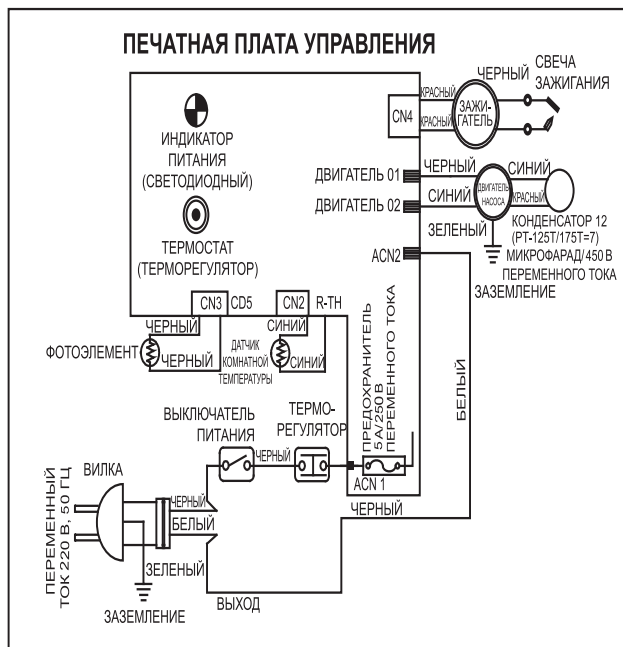 ПЕЧАТНАЯ ПЛАТА УПРАВЛЕНИЯ
ИНДИКАТОР
ПИТАНИЯ
(СВЕТОДИОДНЫЙ)
ТЕРМОСТАТ
(ТЕРМОРЕГУЛЯТОР)
CN4
КРАСНЫЙ
КРАСНЫЙ
ЗАЖИ-
ГАТЕЛЬ
ЧЕРНЫЙ
СВЕЧА
ЗАЖИГАНИЯ
ДВИГАТЕЛЬ 01
ЧЕРНЫЙ
ДВИГАТЕЛЬ 02
СИНИЙ
ДВИГАТЕЛЬ
НАСОСА
СИНИЙ
КРАСНЫЙ
ЗЕЛЕНЫЙ
КОНДЕНСАТОР 12
(PT-125T/175T=7)
МИКРОФАРАД/450 В
ПЕРЕМЕННОГО ТОКА
ЗАЗЕМЛЕНИЕ
ACN2
CN3
CD5
CN2
R-TH
ЧЕРНЫЙ
ЧЕРНЫЙ
ФОТОЭЛЕМЕНТ
СИНИЙ
СИНИЙ
ДАТЧИК
КОМНАТНОЙ
ТЕМПЕРАТУРЫ
ПРЕДОХРАНИТЕЛЬ
5 А/250 В
ПЕРЕМЕННОГО ТОКА
БЕЛЫЙ
ВЫКЛЮЧАТЕЛЬ
ПИТАНИЯ
ЧЕРНЫЙ
ТЕРМО-
РЕГУЛЯТОР
ACN 1
ЧЕРНЫЙ
ПЕРЕМЕННЫЙ
ТОК 220 В, 50 ГЦ
ВИЛКА
ЧЕРНЫЙ
БЕЛЫЙ
ЗЕЛЕНЫЙ
ЗАЗЕМЛЕНИЕ
ВЫХОД